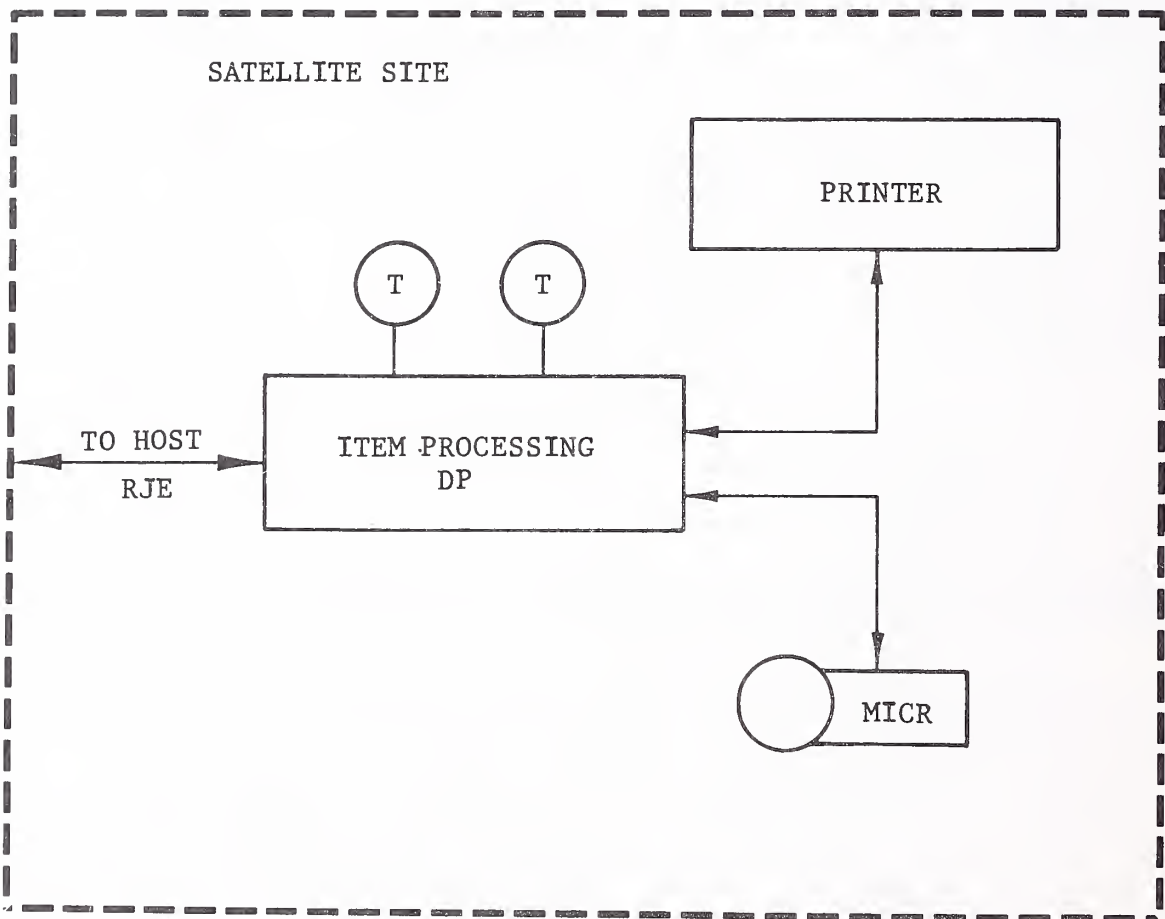 SATELLITE SITE
PRINTER
T
T
TO HOST
RJE
ITEM PROCESSING
DP
MICR